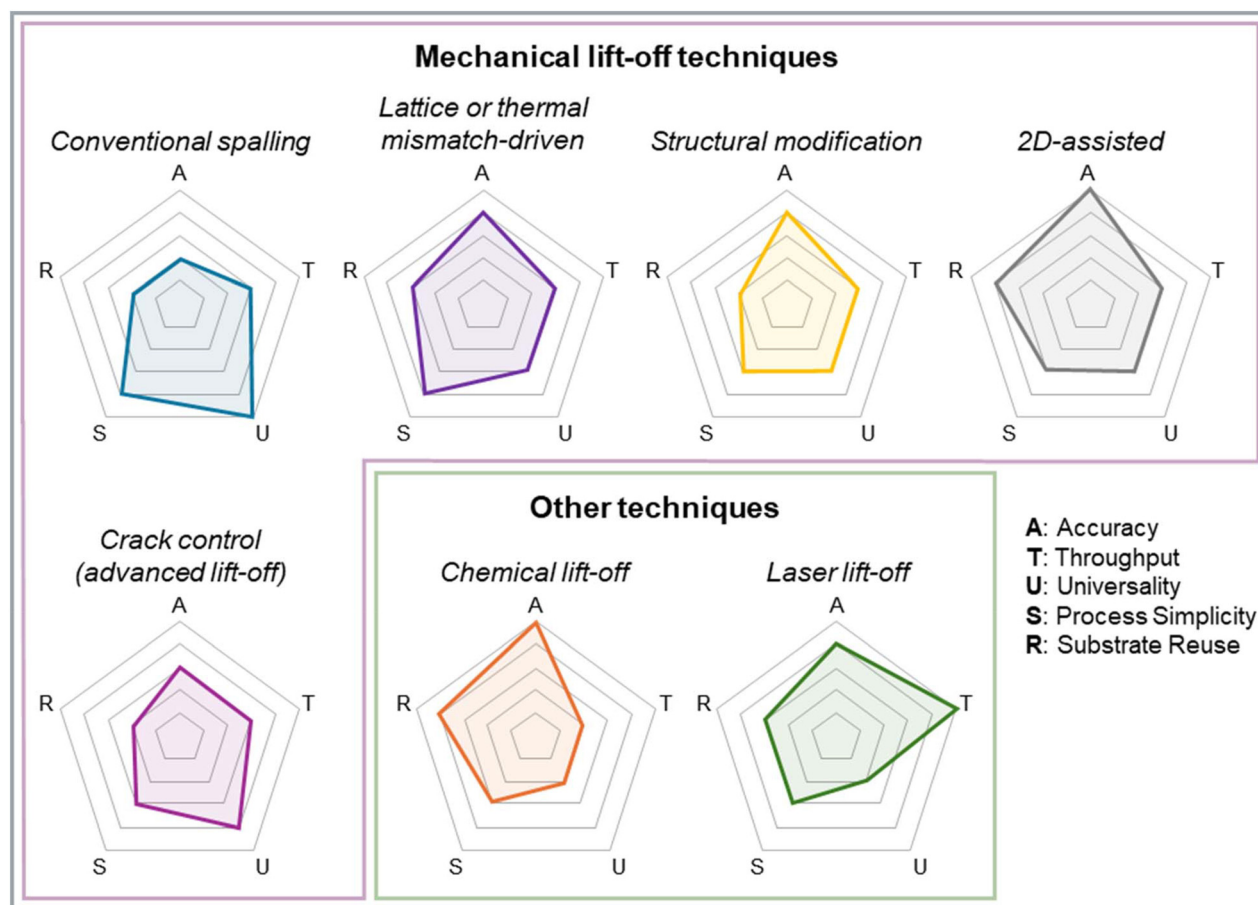 Mechanical lift-off techniques
Conventional spalling
A
T
U
S
R
Lattice or thermal
mismatch-driven
A
T
U
S
R
Structural modification
A
T
U
S
R
2D-assisted
A
T
U
S
R
Crack control
(advanced lift-off)
A
T
U
S
R
Other techniques
Chemical lift-off
A
T
U
S
R
Laser lift-off
A
T
U
S
R
A: Accuracy
T: Throughput
U: Universality
S: Process Simplicity
R: Substrate Reuse